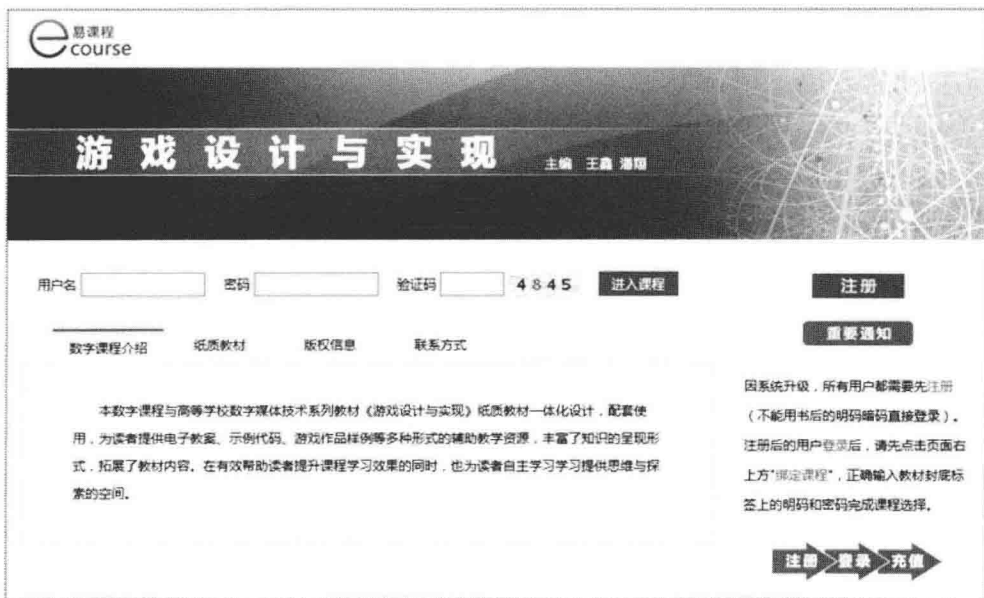 易课程
ecourse
游戏设计与实现 主编 王鑫 潘翔
用户名 密码 验证码 4845 进入课程
注册
重要通知
数字课程介绍 纸质教材 版权信息 联系方式
本数字课程与高等学校数字媒体技术系列教材《游戏设计与实现》纸质教材一体化设计，配套使
用，为读者提供电子教案、示例代码、游戏作品样例等多种形式的辅助教学资源，丰富了知识的呈现形
式，拓展了教材内容。在有效帮助读者提升课程学习效果的同时，也为读者自主学习学习提供思维与探
索的空间。
因系统升级，所有用户都需要先注册
（不能用书后的明码暗码直接登录）。
注册后的用户登录后，请先点击页面右
上方"绑定课程"，正确输入教材封底标
签上的明码和密码完成课程选择。
注册 登录 充值